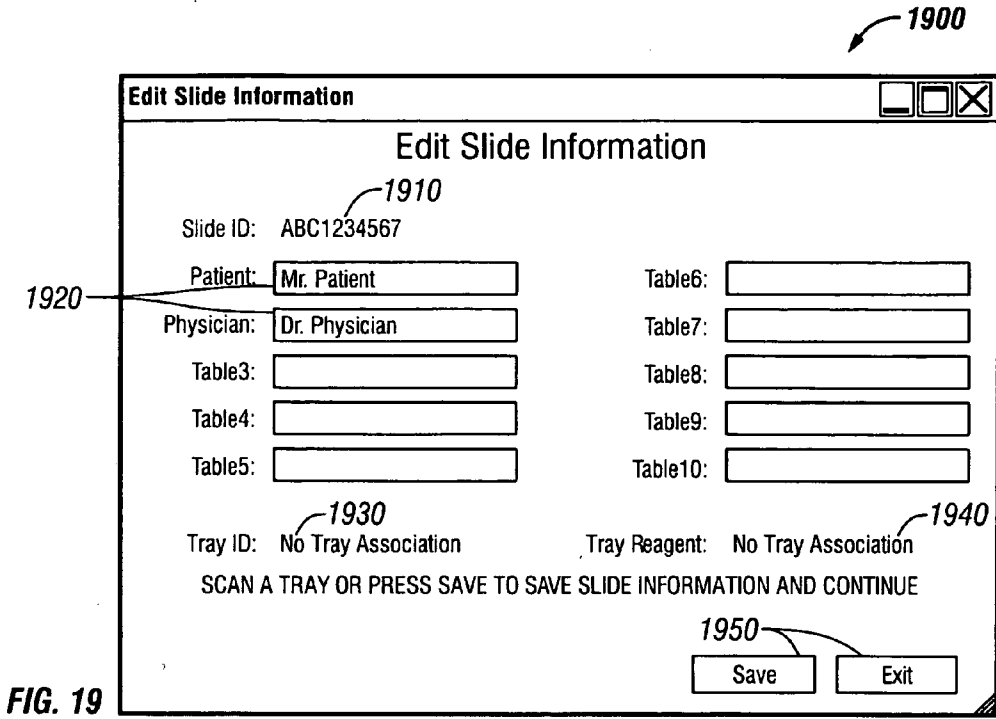 1900
Edit Slide Information
Edit Slide Information
1910
Slide ID: ABC1234567
Patient: Mr. Patient Table6:
1920
Physician: Dr. Physician Table7:
Table3: Table8:
Table4: Table9:
Table5: Table10:
1930 1940
Tray ID: No Tray Association Tray Reagent: No Tray Association
SCAN A TRAY OR PRESS SAVE TO SAVE SLIDE INFORMATION AND CONTINUE
1950
Save Exit
FIG. 19